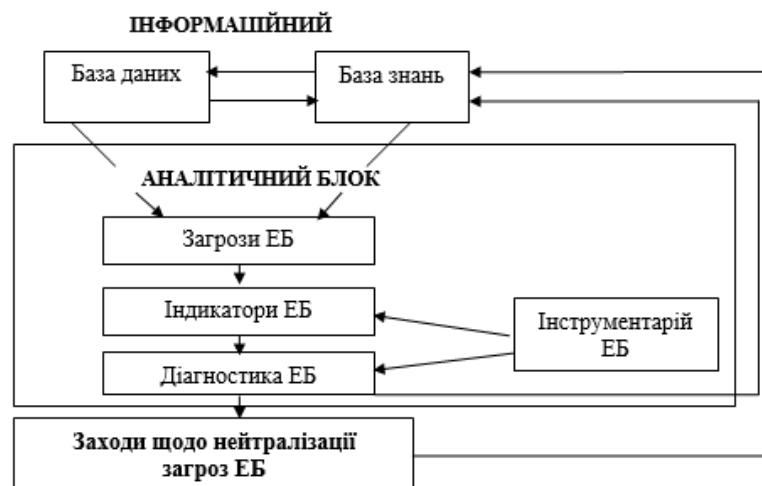 ІНФОРМАШЙНИЙ
База даних
База знань
АНАЛІТИЧНИЙ БЛОК
Загрози ЕБ
Індикатори ЕБ
Інструментарій
ЕБ
Діагностика ЕБ
Заходи щодо нейтралізації
загроз ЕБ